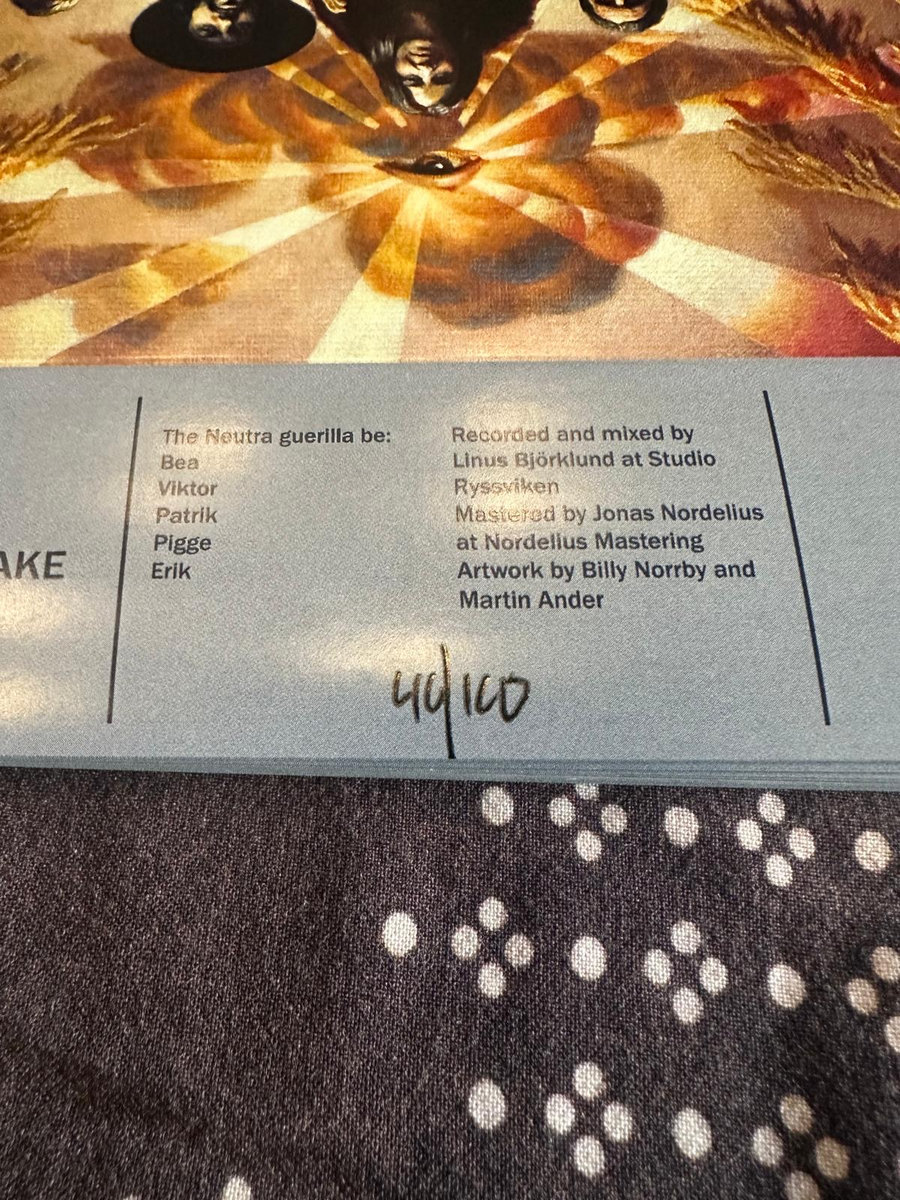 AKE
The Neutra guerilla be:
Bea
Viktor
Patrik
Pigge
Erik
Recorded and mixed by
Linus Björklund at Studio
Ryssviken
Mastered by Jonas Nordelius
at Nordelius Mastering
Artwork by Billy Norrby and
Martin Ander
40/100